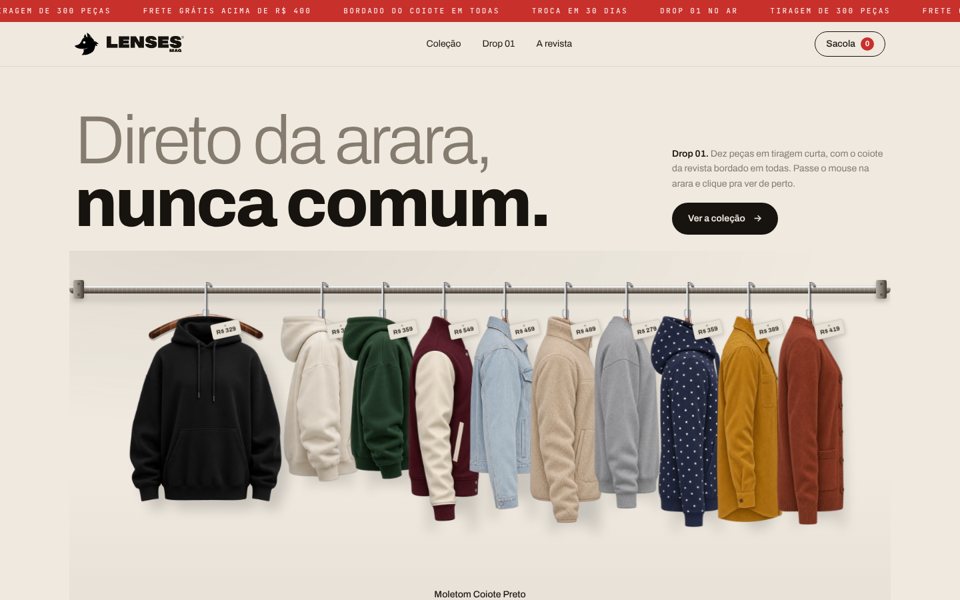 TIRAGEM DE 300 PEÇAS FRETE GRÁTIS ACIMA DE R$ 400 BORDADO DO COIOTE EM TODAS TROCA EM 30 DIAS DROP 01 NO AR TIRAGEM DE 300 PEÇAS FRETE
LENSES
MAG
Coleção Drop 01 A revista
Sacola 0
Direto da arara,
nunca comum.
Drop 01. Dez peças em tiragem curta, com o coiote
da revista bordado em todas. Passe o mouse na
arara e clique pra ver de perto.
Ver a coleção →
R$ 329
R$ 359
R$ 549
R$ 459
R$ 489
R$ 279
R$ 359
R$ 389
R$ 419
Moletom Coiote Preto